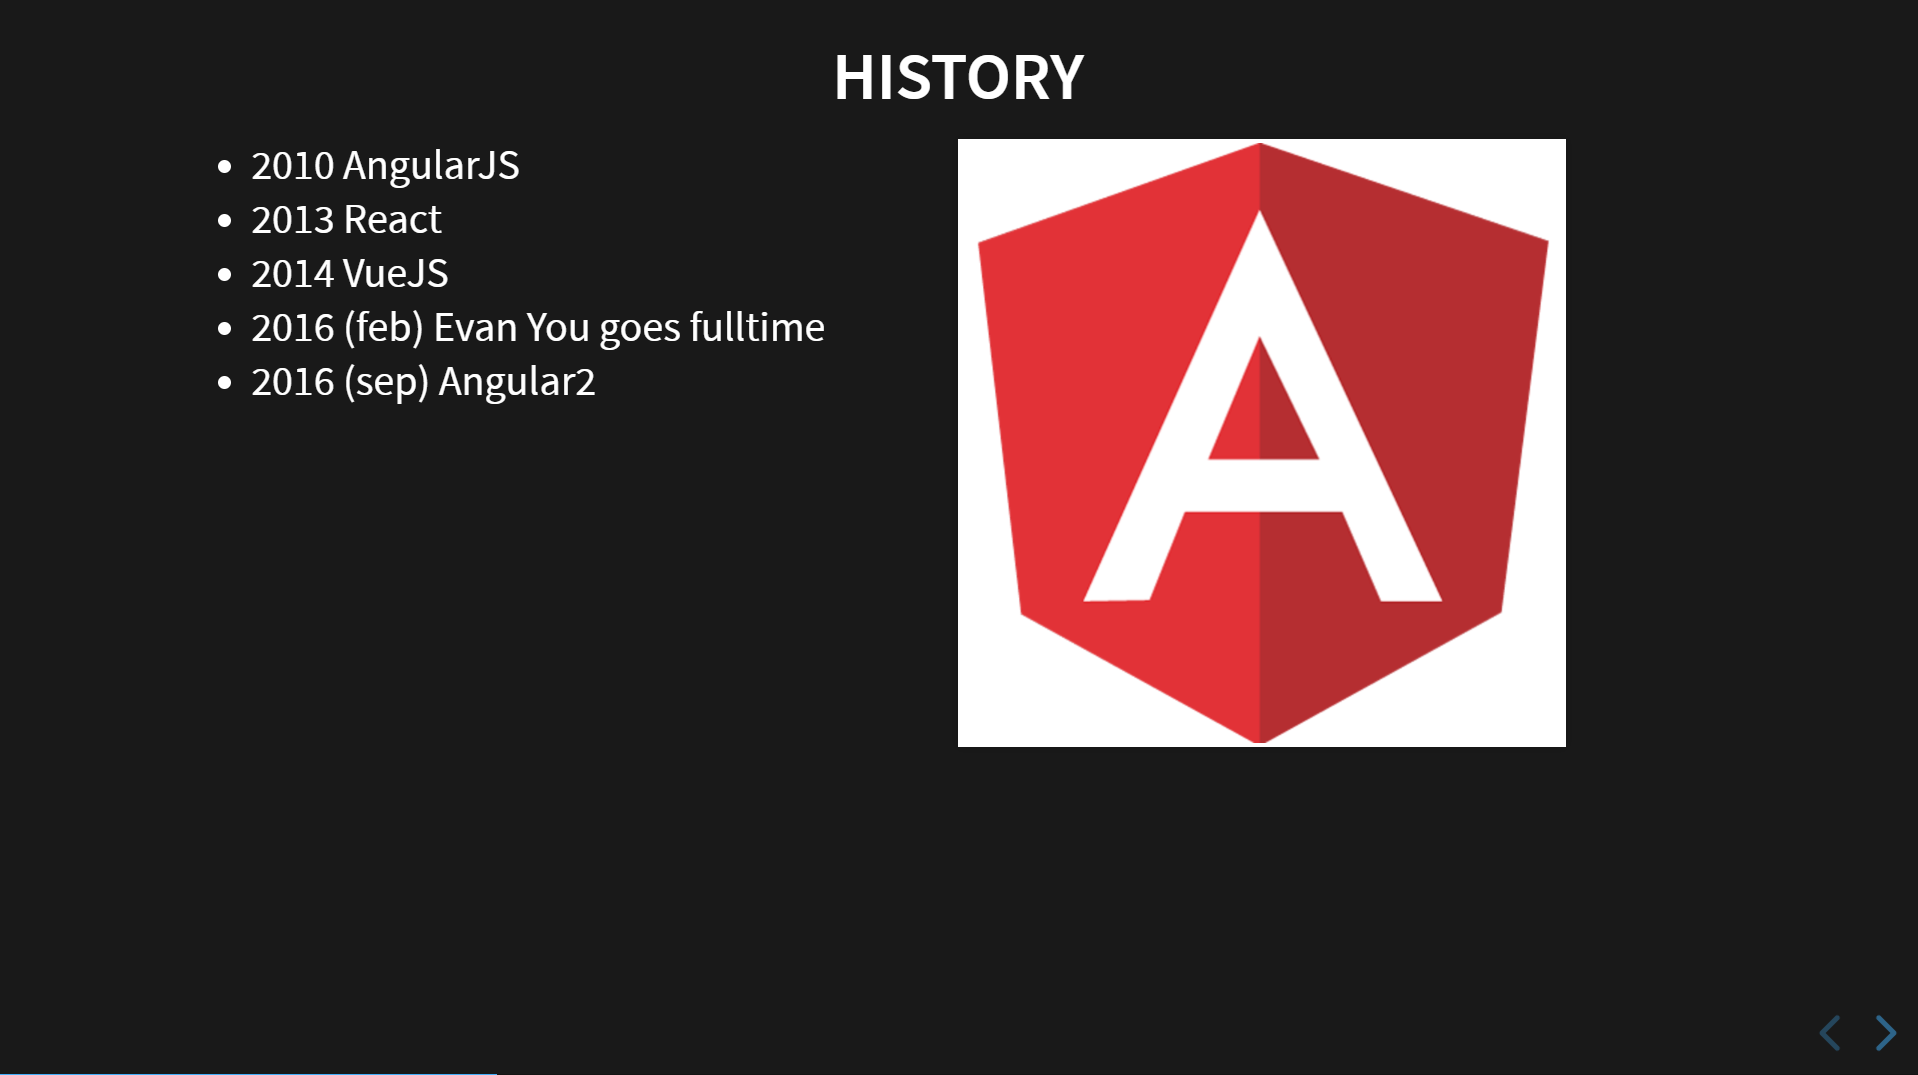 HISTORY
2010 AngularJS
2013 React
2014 VueJS
2016 (feb) Evan You goes fulltime
2016 (sep) Angular2
A